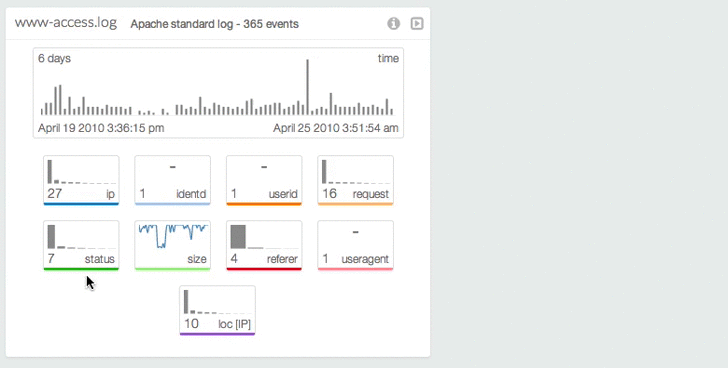 www-access.log Apache standard log - 365 events
6 days time
April 19 2010 3:36:15 pm April 25 2010 3:51:54 am
27 ip
- 1 identd
- 1 userid
16 request
7 status
size
4 referer
- 1 useragent
10 loc [IP]